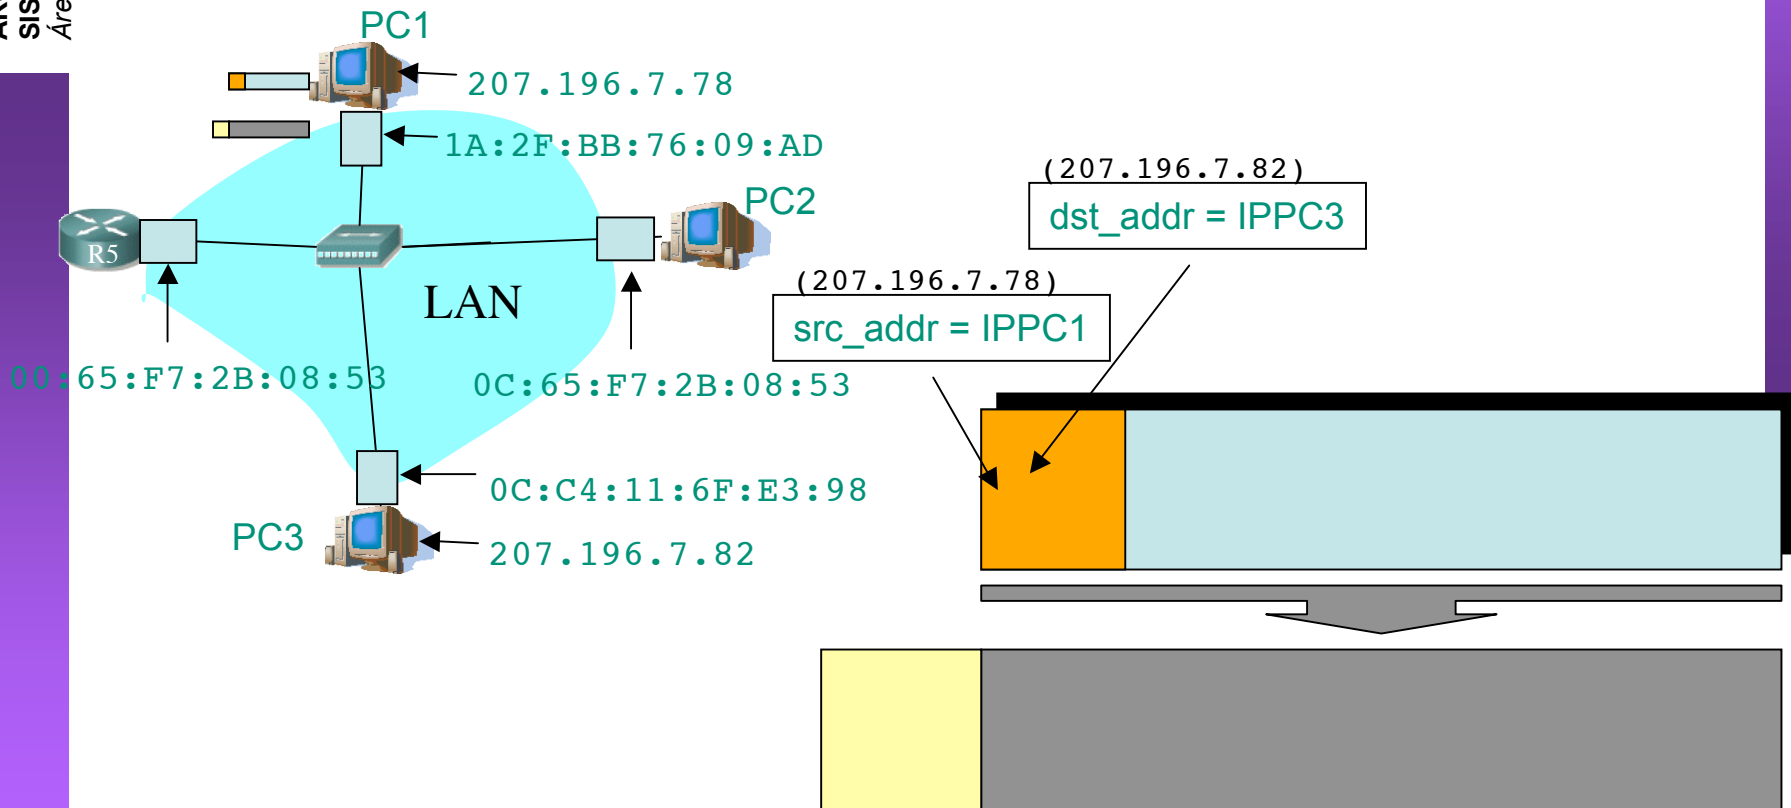 SIS
Áre
PC1
207.196.7.78
1A:2F:BB:76:09:AD
(207.196.7.82)
dst_addr = IPPC3
PC2
R5
(207.196.7.78)
src_addr = IPPC1
LAN
00:65:F7:2B:08:53
0C:65:F7:2B:08:53
0C:C4:11:6F:E3:98
PC3
207.196.7.82